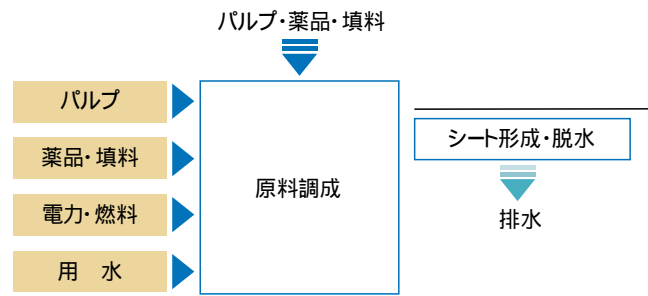 パルプ・薬品・填料
パルプ
薬品・填料
電力・燃料
用　水
原料調成
シート形成・脱水
排水